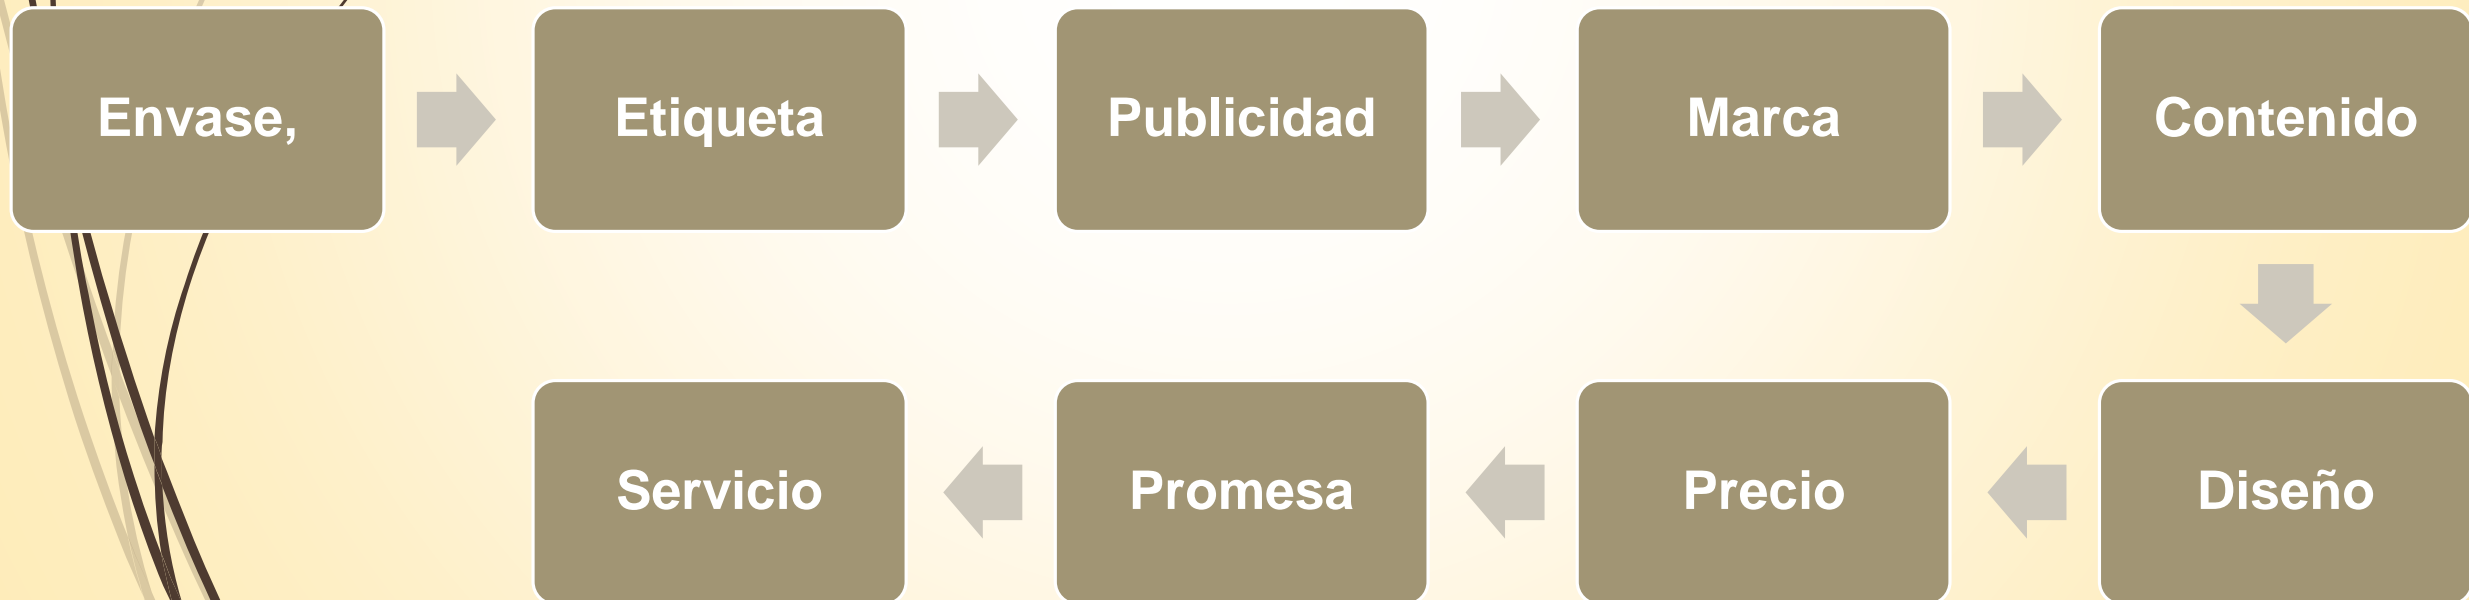 Envase,
Etiqueta
Publicidad
Marca
Contenido
Diseño
Precio
Promesa
Servicio